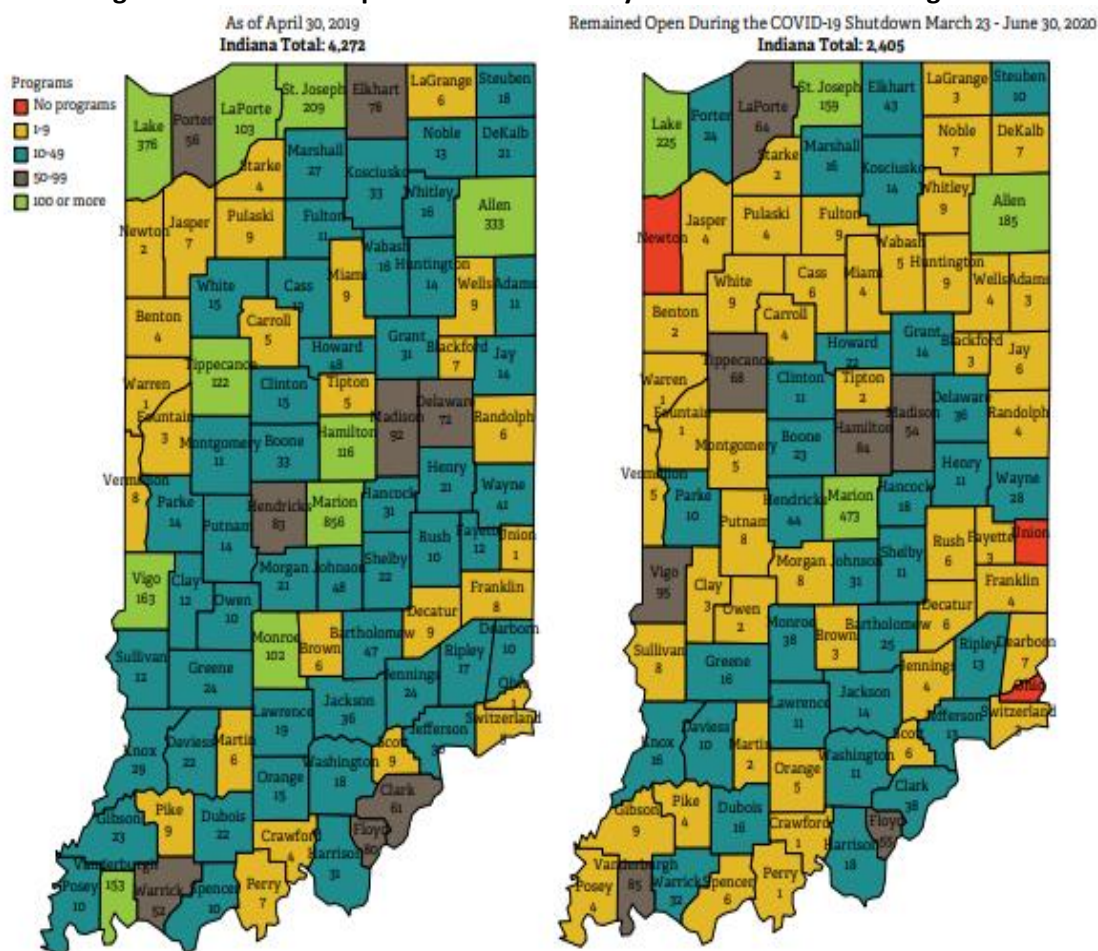 As of April 30, 2019
Indiana Total: 4,272
Programs
No programs
1-9
10-49
50-99
100 or more
Lake
376
Porter
56
LaPorte
103
St. Joseph
209
Elkhart
78
LaGrange
6
Steuben
18
Noble
13
DeKalb
21
Starke
4
Marshall
27
Kosciusko
33
Whitley
16
Allen
333
Newton
2
Jasper
7
Pulaski
9
Fulton
11
Wabash
16
Huntington
14
Miami
9
Wells
9
Adams
11
White
15
Cass
Benton
4
Carroll
5
Grant
31
Blackford
7
Jay
14
Howard
48
Tippecanoe
122
Clinton
15
Tipton
5
Warren
1
Fountain
3
Madison
92
Delaware
72
Randolph
6
Montgomery
11
Boone
33
Hamilton
116
Henry
21
Wayne
41
Vermillion
8
Parke
14
Putnam
14
Hendricks
83
Marion
856
Hancock
31
Rush
10
Fayette
12
Union
1
Vigo
163
Clay
12
Owen
10
Morgan
21
Johnson
48
Shelby
22
Franklin
8
Decatur
9
Monroe
102
Brown
6
Bartholomew
47
Dearborn
10
Ripley
17
Sullivan
12
Greene
24
Jennings
24
Ohio
1
Jackson
36
Lawrence
19
Jefferson
Switzerland
Knox
29
Daviess
22
Martin
6
Orange
15
Washington
18
Scott
9
Clark
61
Floyd
80
Gibson
23
Pike
9
Dubois
22
Crawford
4
Harrison
31
Vanderburgh
153
Posey
10
Warrick
52
Spencer
10
Perry
7
Remained Open During the COVID-19 Shutdown March 23 - June 30, 2020
Indiana Total: 2,405
Lake
225
Porter
24
LaPorte
64
St. Joseph
159
Elkhart
43
LaGrange
3
Steuben
10
Noble
7
DeKalb
7
Starke
2
Marshall
16
Kosciusko
14
Whitley
9
Allen
185
Newton
Jasper
4
Pulaski
4
Fulton
9
Wabash
5
Huntington
9
Miami
4
Wells
4
Adams
3
White
9
Cass
6
Benton
2
Carroll
4
Grant
14
Blackford
3
Jay
6
Howard
22
Tippecanoe
68
Clinton
11
Tipton
2
Warren
1
Fountain
1
Madison
54
Delaware
36
Randolph
4
Montgomery
5
Boone
23
Hamilton
84
Henry
11
Wayne
28
Vermillion
5
Parke
10
Putnam
8
Hendricks
44
Marion
473
Hancock
18
Rush
6
Fayette
3
Union
Vigo
95
Clay
3
Owen
2
Morgan
8
Johnson
31
Shelby
11
Franklin
4
Decatur
6
Monroe
38
Brown
3
Bartholomew
25
Dearborn
7
Ripley
13
Sullivan
8
Greene
16
Jennings
4
Ohio
Jackson
14
Lawrence
11
Jefferson
13
Switzerland
Knox
16
Daviess
10
Martin
2
Orange
5
Washington
11
Scott
6
Clark
38
Floyd
55
Gibson
9
Pike
4
Dubois
16
Crawford
1
Harrison
18
Vanderburgh
85
Posey
4
Warrick
32
Spencer
6
Perry
1